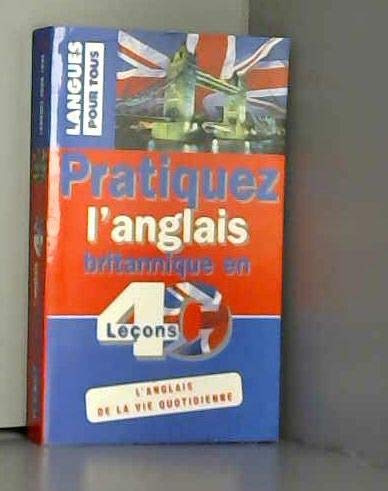 LANGUES
POUR TOUS
Pratiquez
l'anglais
britannique en
40
Leçons
L'ANGLAIS
DE LA VIE QUOTIDIENNE